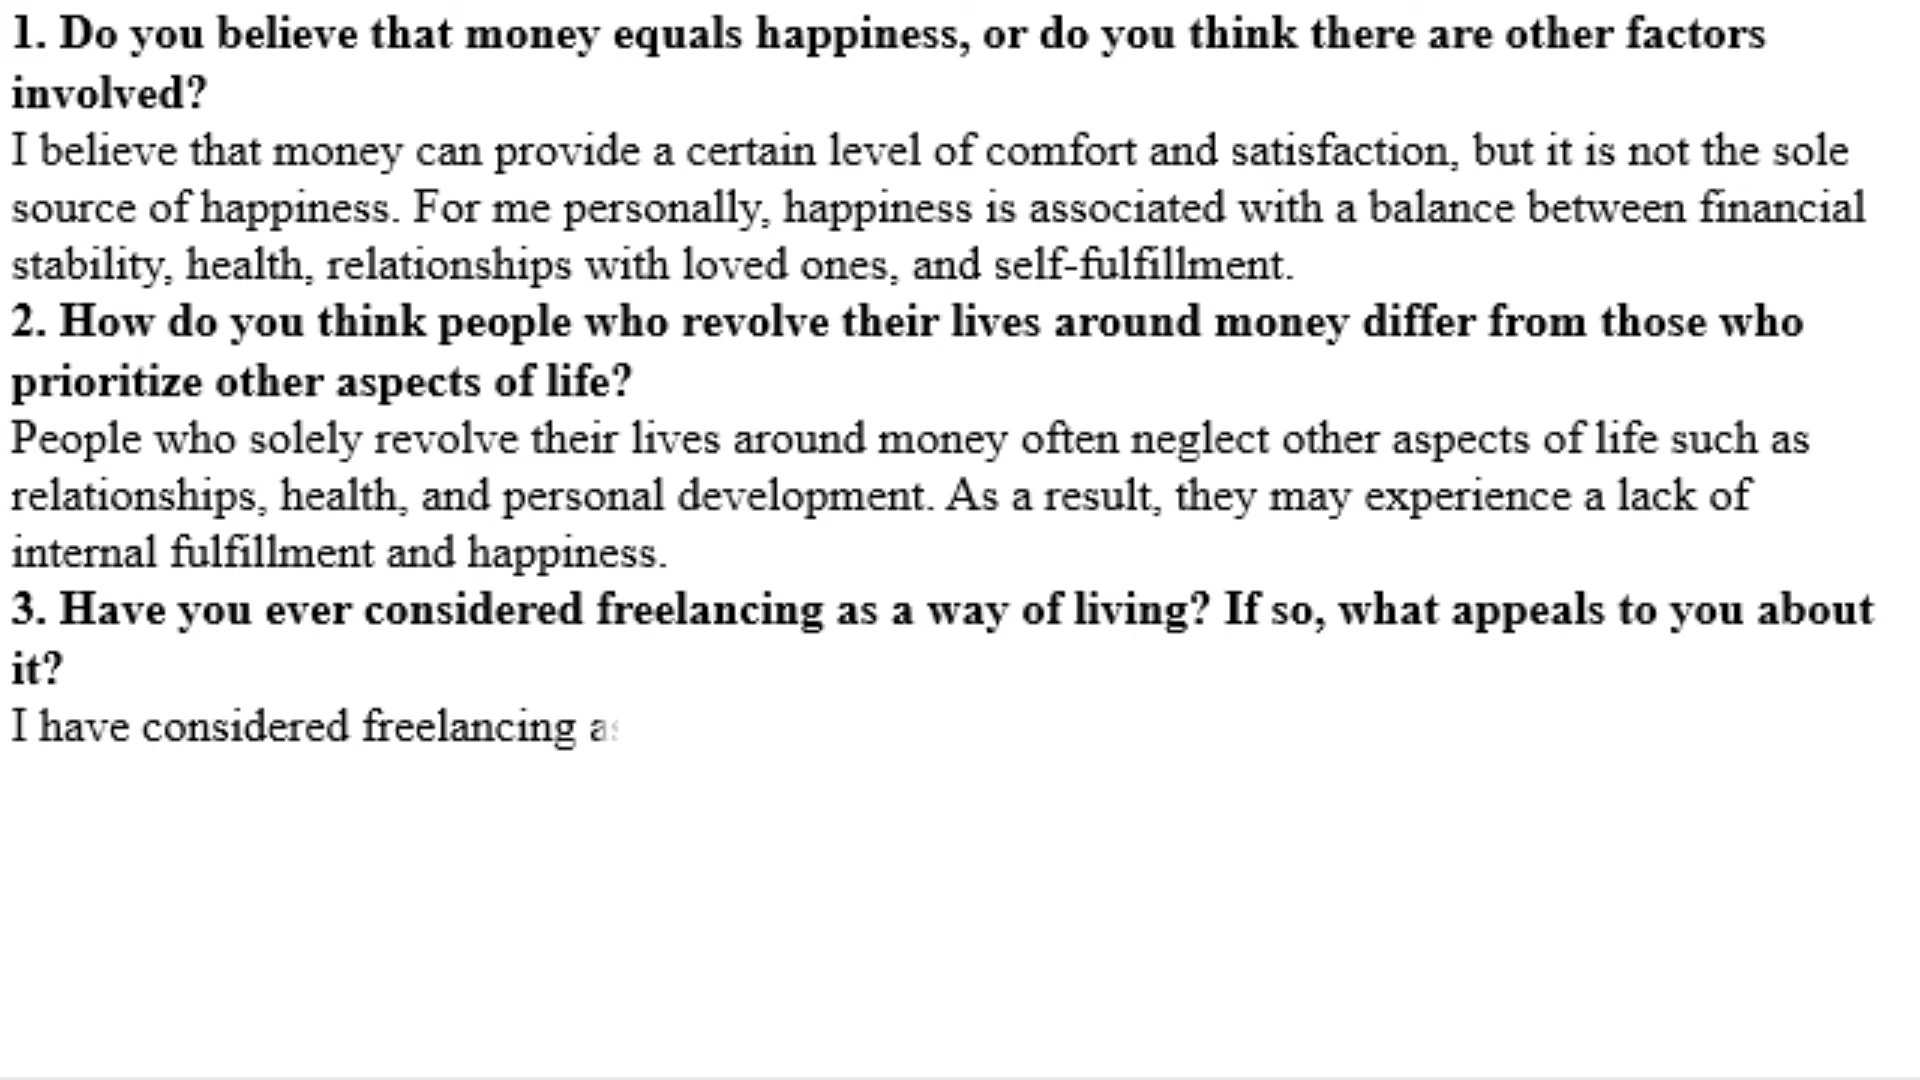 1. Do you believe that money equals happiness, or do you think there are other factors
involved?
I believe that money can provide a certain level of comfort and satisfaction, but it is not the sole
source of happiness. For me personally, happiness is associated with a balance between financial
stability, health, relationships with loved ones, and self-fulfillment.
2. How do you think people who revolve their lives around money differ from those who
prioritize other aspects of life?
People who solely revolve their lives around money often neglect other aspects of life such as
relationships, health, and personal development. As a result, they may experience a lack of
internal fulfillment and happiness.
3. Have you ever considered freelancing as a way of living? If so, what appeals to you about
it?
I have considered freelancing as